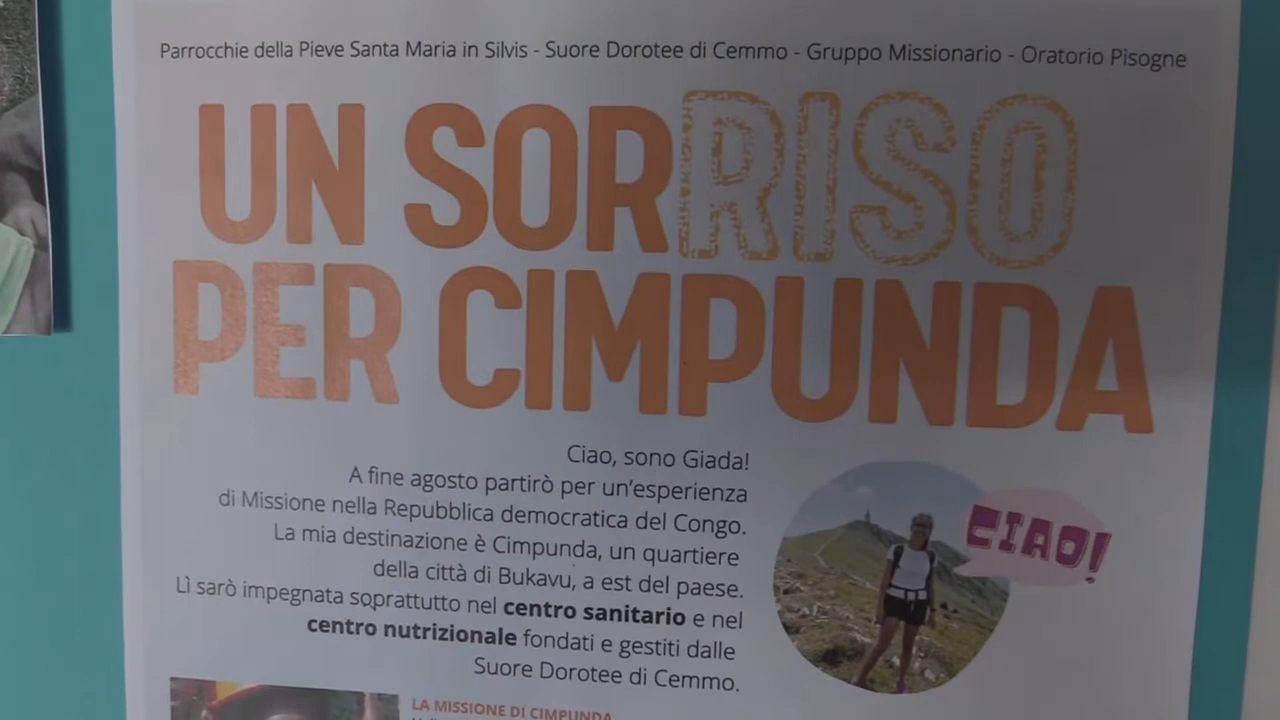 Parrocchie della Pieve Santa Maria in Silvis - Suore Dorotee di Cemmo - Gruppo Missionario - Oratorio Pisogne
UN SORRISO
PER CIMPUNDA
Ciao, sono Giada!
A fine agosto partirò per un'esperienza
di Missione nella Repubblica democratica del Congo.
La mia destinazione è Cimpunda, un quartiere
della città di Bukavu, a est del paese.
Lì sarò impegnata soprattutto nel centro sanitario e nel
centro nutrizionale fondati e gestiti dalle
Suore Dorotee di Cemmo.
CIAO!
LA MISSIONE DI CIMPUNDA